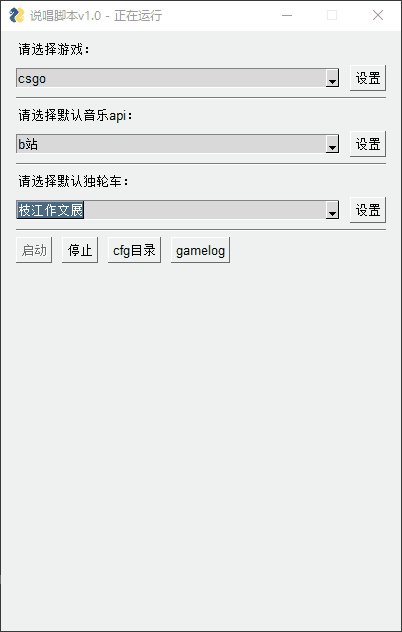 说唱脚本v1.0 - 正在运行
请选择游戏：
csgo 设置
请选择默认音乐api：
b站 设置
请选择默认独轮车：
枝江作文展 设置
启动 停止 cfg目录 gamelog